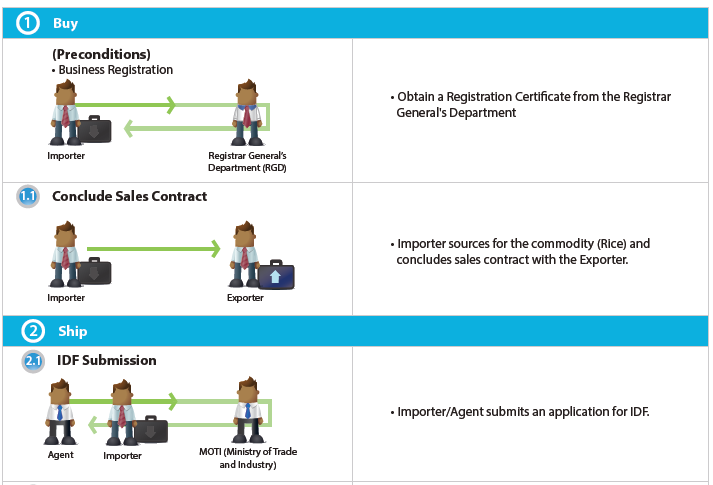 1 Buy
(Preconditions)
• Business Registration
Importer
Registrar General's
Department (RGD)
• Obtain a Registration Certificate from the Registrar
General's Department
1.1 Conclude Sales Contract
Importer
Exporter
• Importer sources for the commodity (Rice) and
concludes sales contract with the Exporter.
2 Ship
2.1 IDF Submission
Agent
Importer
MOTI (Ministry of Trade
and Industry)
• Importer/Agent submits an application for IDF.